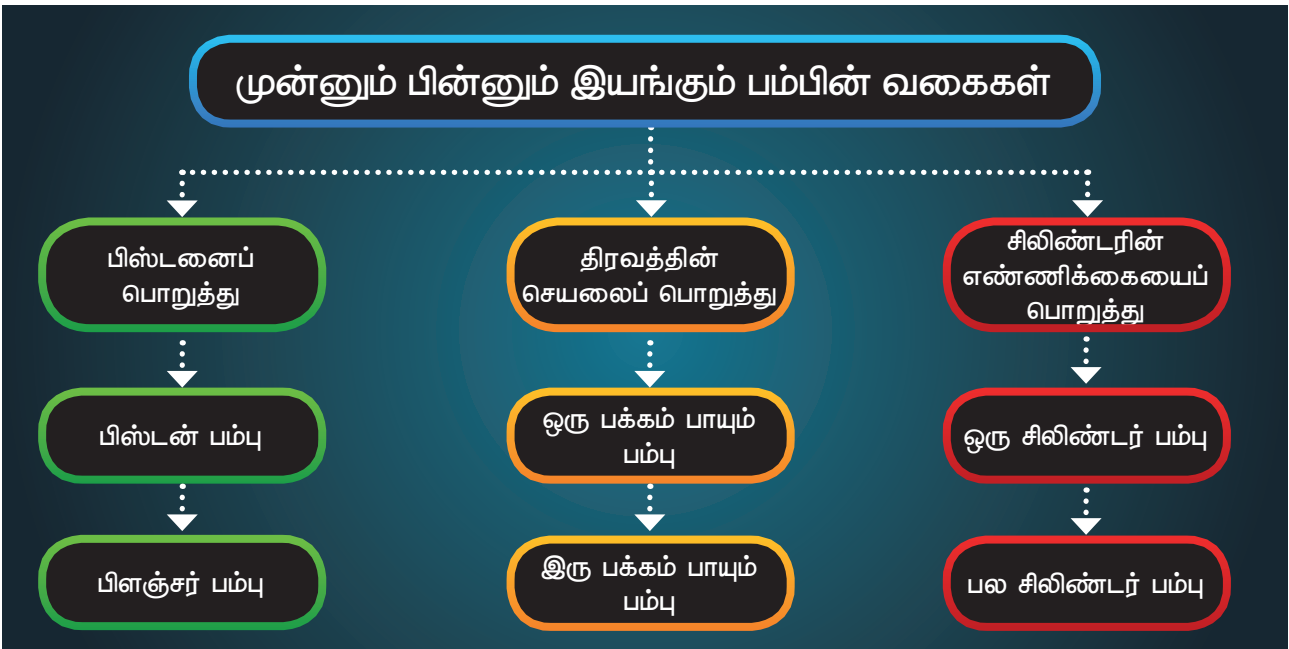 முன்னும் பின்னும் இயங்கும் பம்பின் வகைகள்
பிஸ்டனைப்
பொறுத்து
பிஸ்டன் பம்பு
பிளஞ்சர் பம்பு
திரவத்தின்
செயலைப் பொறுத்து
ஒரு பக்கம் பாயும்
பம்பு
இரு பக்கம் பாயும்
பம்பு
சிலிண்டரின்
எண்ணிக்கையைப்
பொறுத்து
ஒரு சிலிண்டர் பம்பு
பல சிலிண்டர் பம்பு